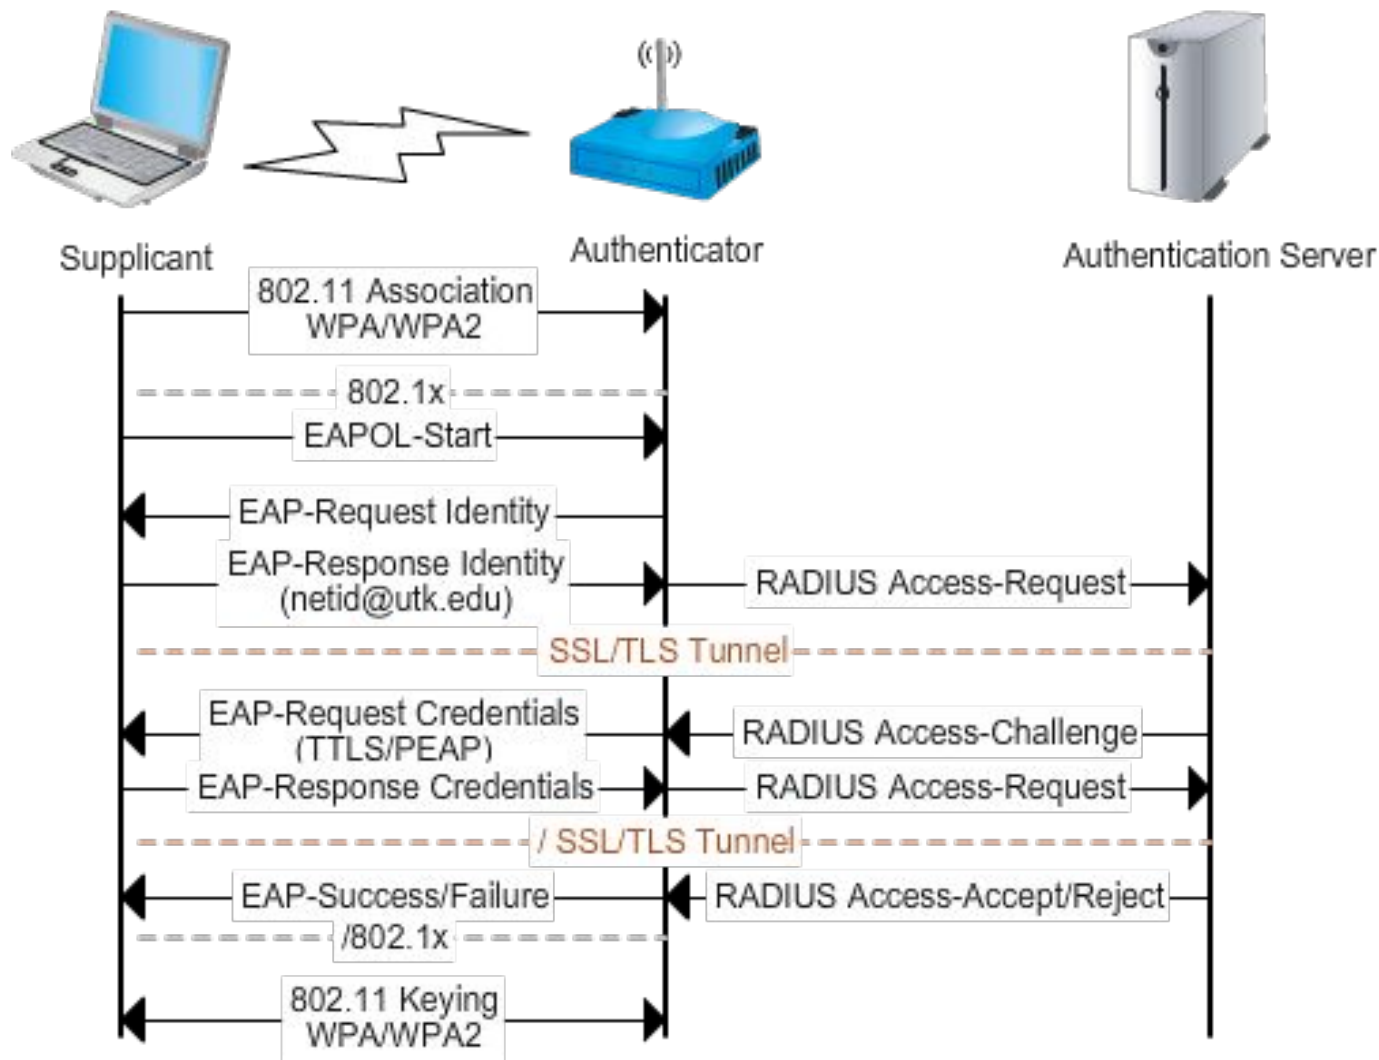 Supplicant
Authenticator
Authentication Server
802.11 Association
WPA/WPA2
802.1x
EAPOL-Start
EAP-Request Identity
EAP-Response Identity
(netid@utk.edu)
RADIUS Access-Request
SSL/TLS Tunnel
EAP-Request Credentials
(TTLS/PEAP)
RADIUS Access-Challenge
EAP-Response Credentials
RADIUS Access-Request
/ SSL/TLS Tunnel
EAP-Success/Failure
RADIUS Access-Accept/Reject
/802.1x
802.11 Keying
WPA/WPA2